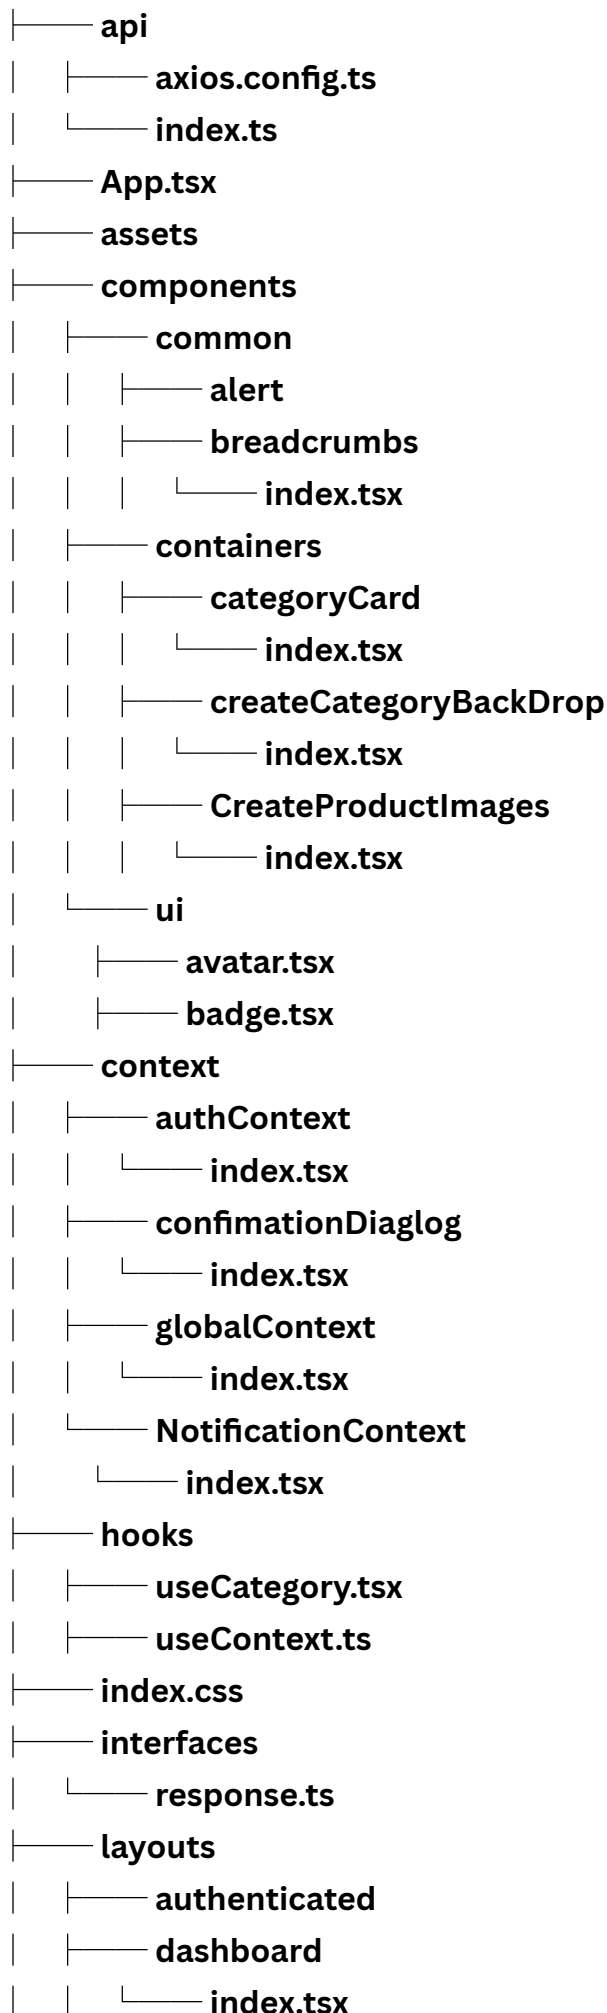 api
axios.config.ts
index.ts
App.tsx
assets
components
common
alert
breadcrumbs
index.tsx
containers
categoryCard
index.tsx
createCategoryBackDrop
index.tsx
CreateProductImages
index.tsx
ui
avatar.tsx
badge.tsx
context
authContext
index.tsx
confimationDiaglog
index.tsx
globalContext
index.tsx
NotificationContext
index.tsx
hooks
useCategory.tsx
useContext.ts
index.css
interfaces
response.ts
layouts
authenticated
dashboard
index.tsx